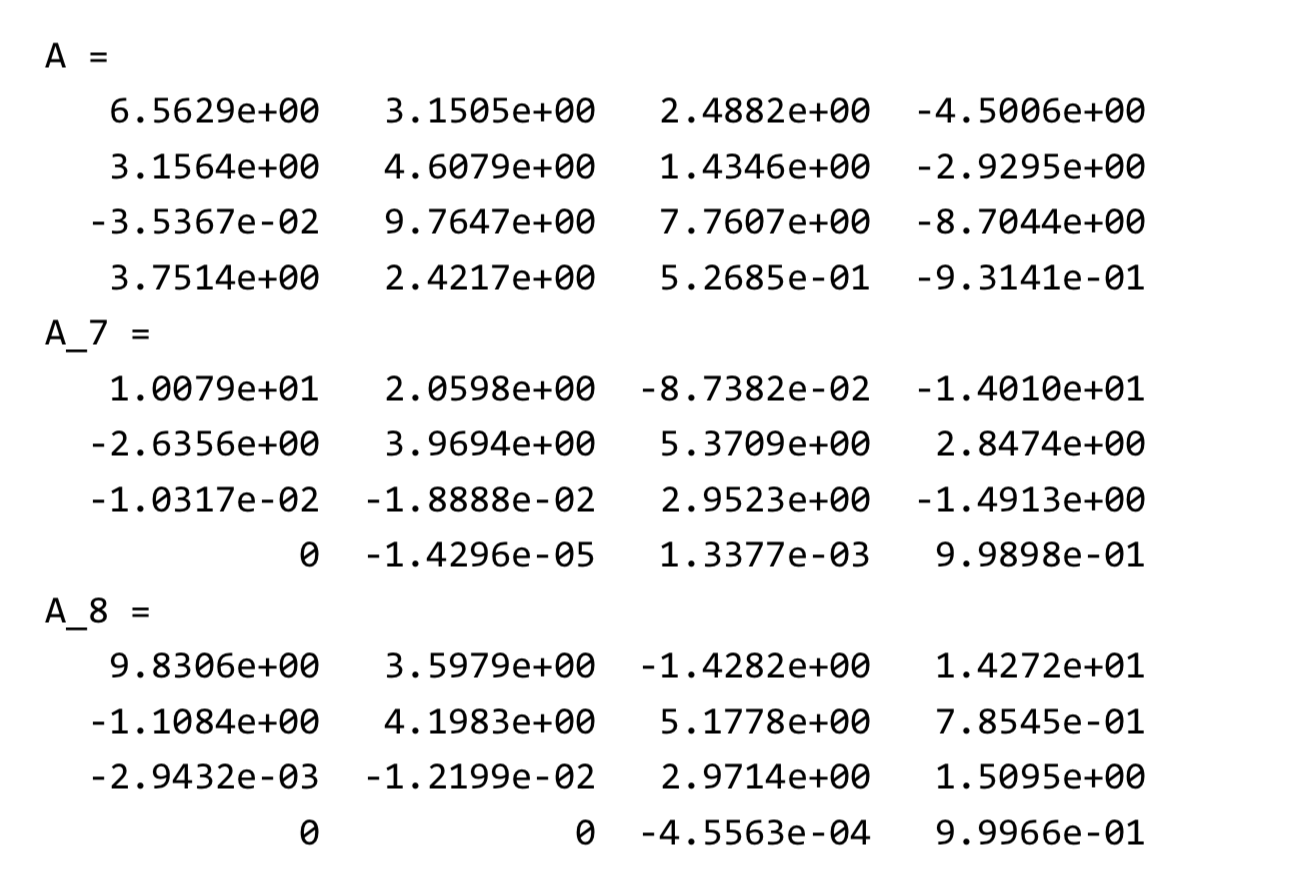 A =
6.5629e+00 3.1505e+00 2.4882e+00 -4.5006e+00
3.1564e+00 4.6079e+00 1.4346e+00 -2.9295e+00
-3.5367e-02 9.7647e+00 7.7607e+00 -8.7044e+00
3.7514e+00 2.4217e+00 5.2685e-01 -9.3141e-01
A_7 =
1.0079e+01 2.0598e+00 -8.7382e-02 -1.4010e+01
-2.6356e+00 3.9694e+00 5.3709e+00 2.8474e+00
-1.0317e-02 -1.8888e-02 2.9523e+00 -1.4913e+00
0 -1.4296e-05 1.3377e-03 9.9898e-01
A_8 =
9.8306e+00 3.5979e+00 -1.4282e+00 1.4272e+01
-1.1084e+00 4.1983e+00 5.1778e+00 7.8545e-01
-2.9432e-03 -1.2199e-02 2.9714e+00 1.5095e+00
0 0 -4.5563e-04 9.9966e-01